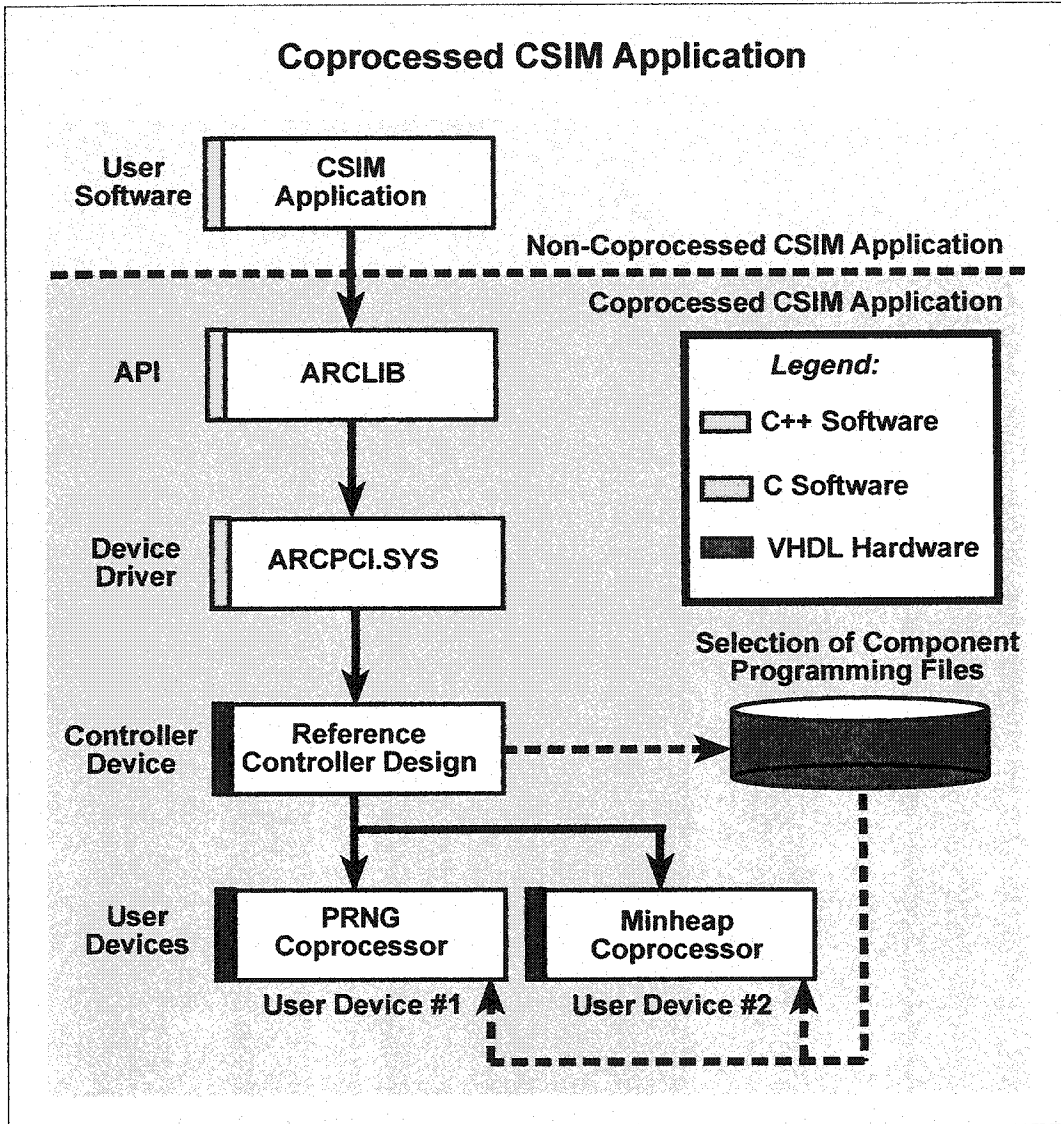 Coprocessed CSIM Application
User
Software
CSIM
Application
Non-Coprocessed CSIM Application
Coprocessed CSIM Application
API
ARCLIB
Legend:
C++ Software
C Software
VHDL Hardware
Device
Driver
ARCPCI.SYS
Selection of Component
Programming Files
Controller
Device
Reference
Controller Design
User
Devices
PRNG
Coprocessor
Minheap
Coprocessor
User Device #1
User Device #2